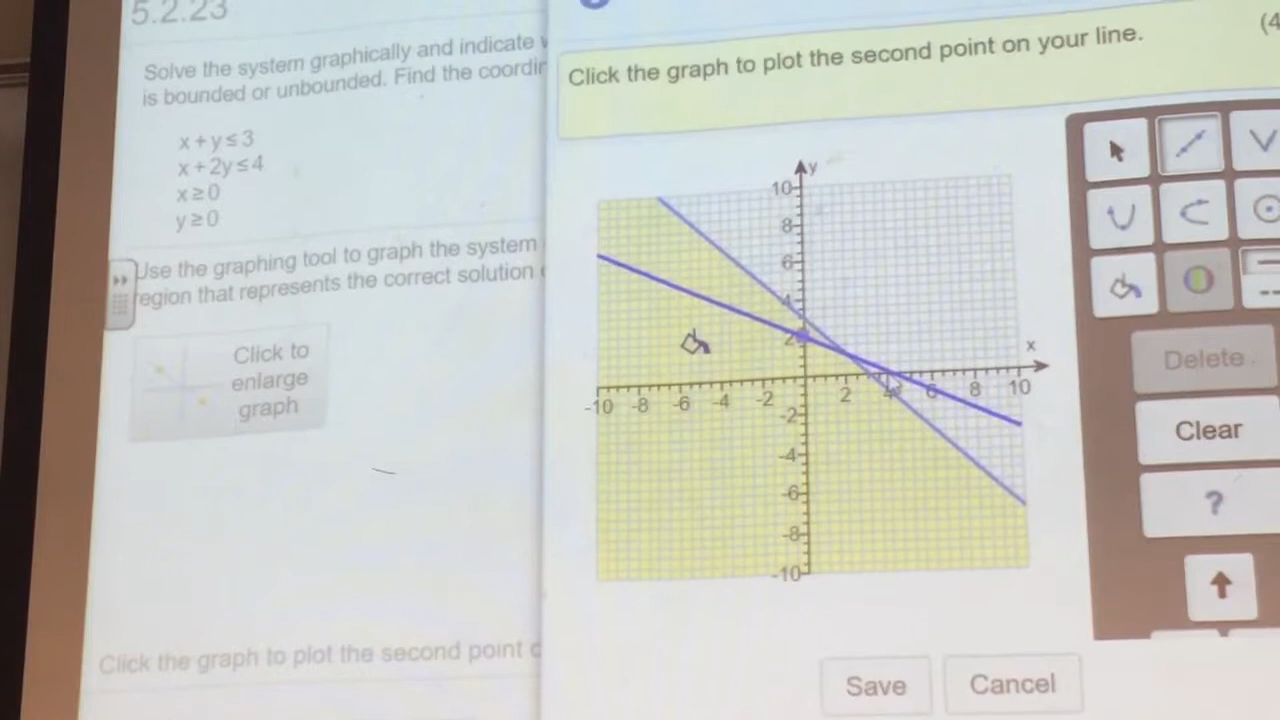 5.2.23
Solve the system graphically and indicate
is bounded or unbounded. Find the
x+y≤3
x+2y≤4
x≥0
y≥0
Use the graphing tool to graph the system
region that represents the correct solution
Click to
enlarge
graph
Click the graph to plot the second point
Click the graph to plot the second point on your line.
(4
y
10
8
6
4
2
x
-10 -8 -6 -4 -2 2 4 6 8 10
-2
-4
-6
-8
-10
Delete
Clear
?
Save Cancel